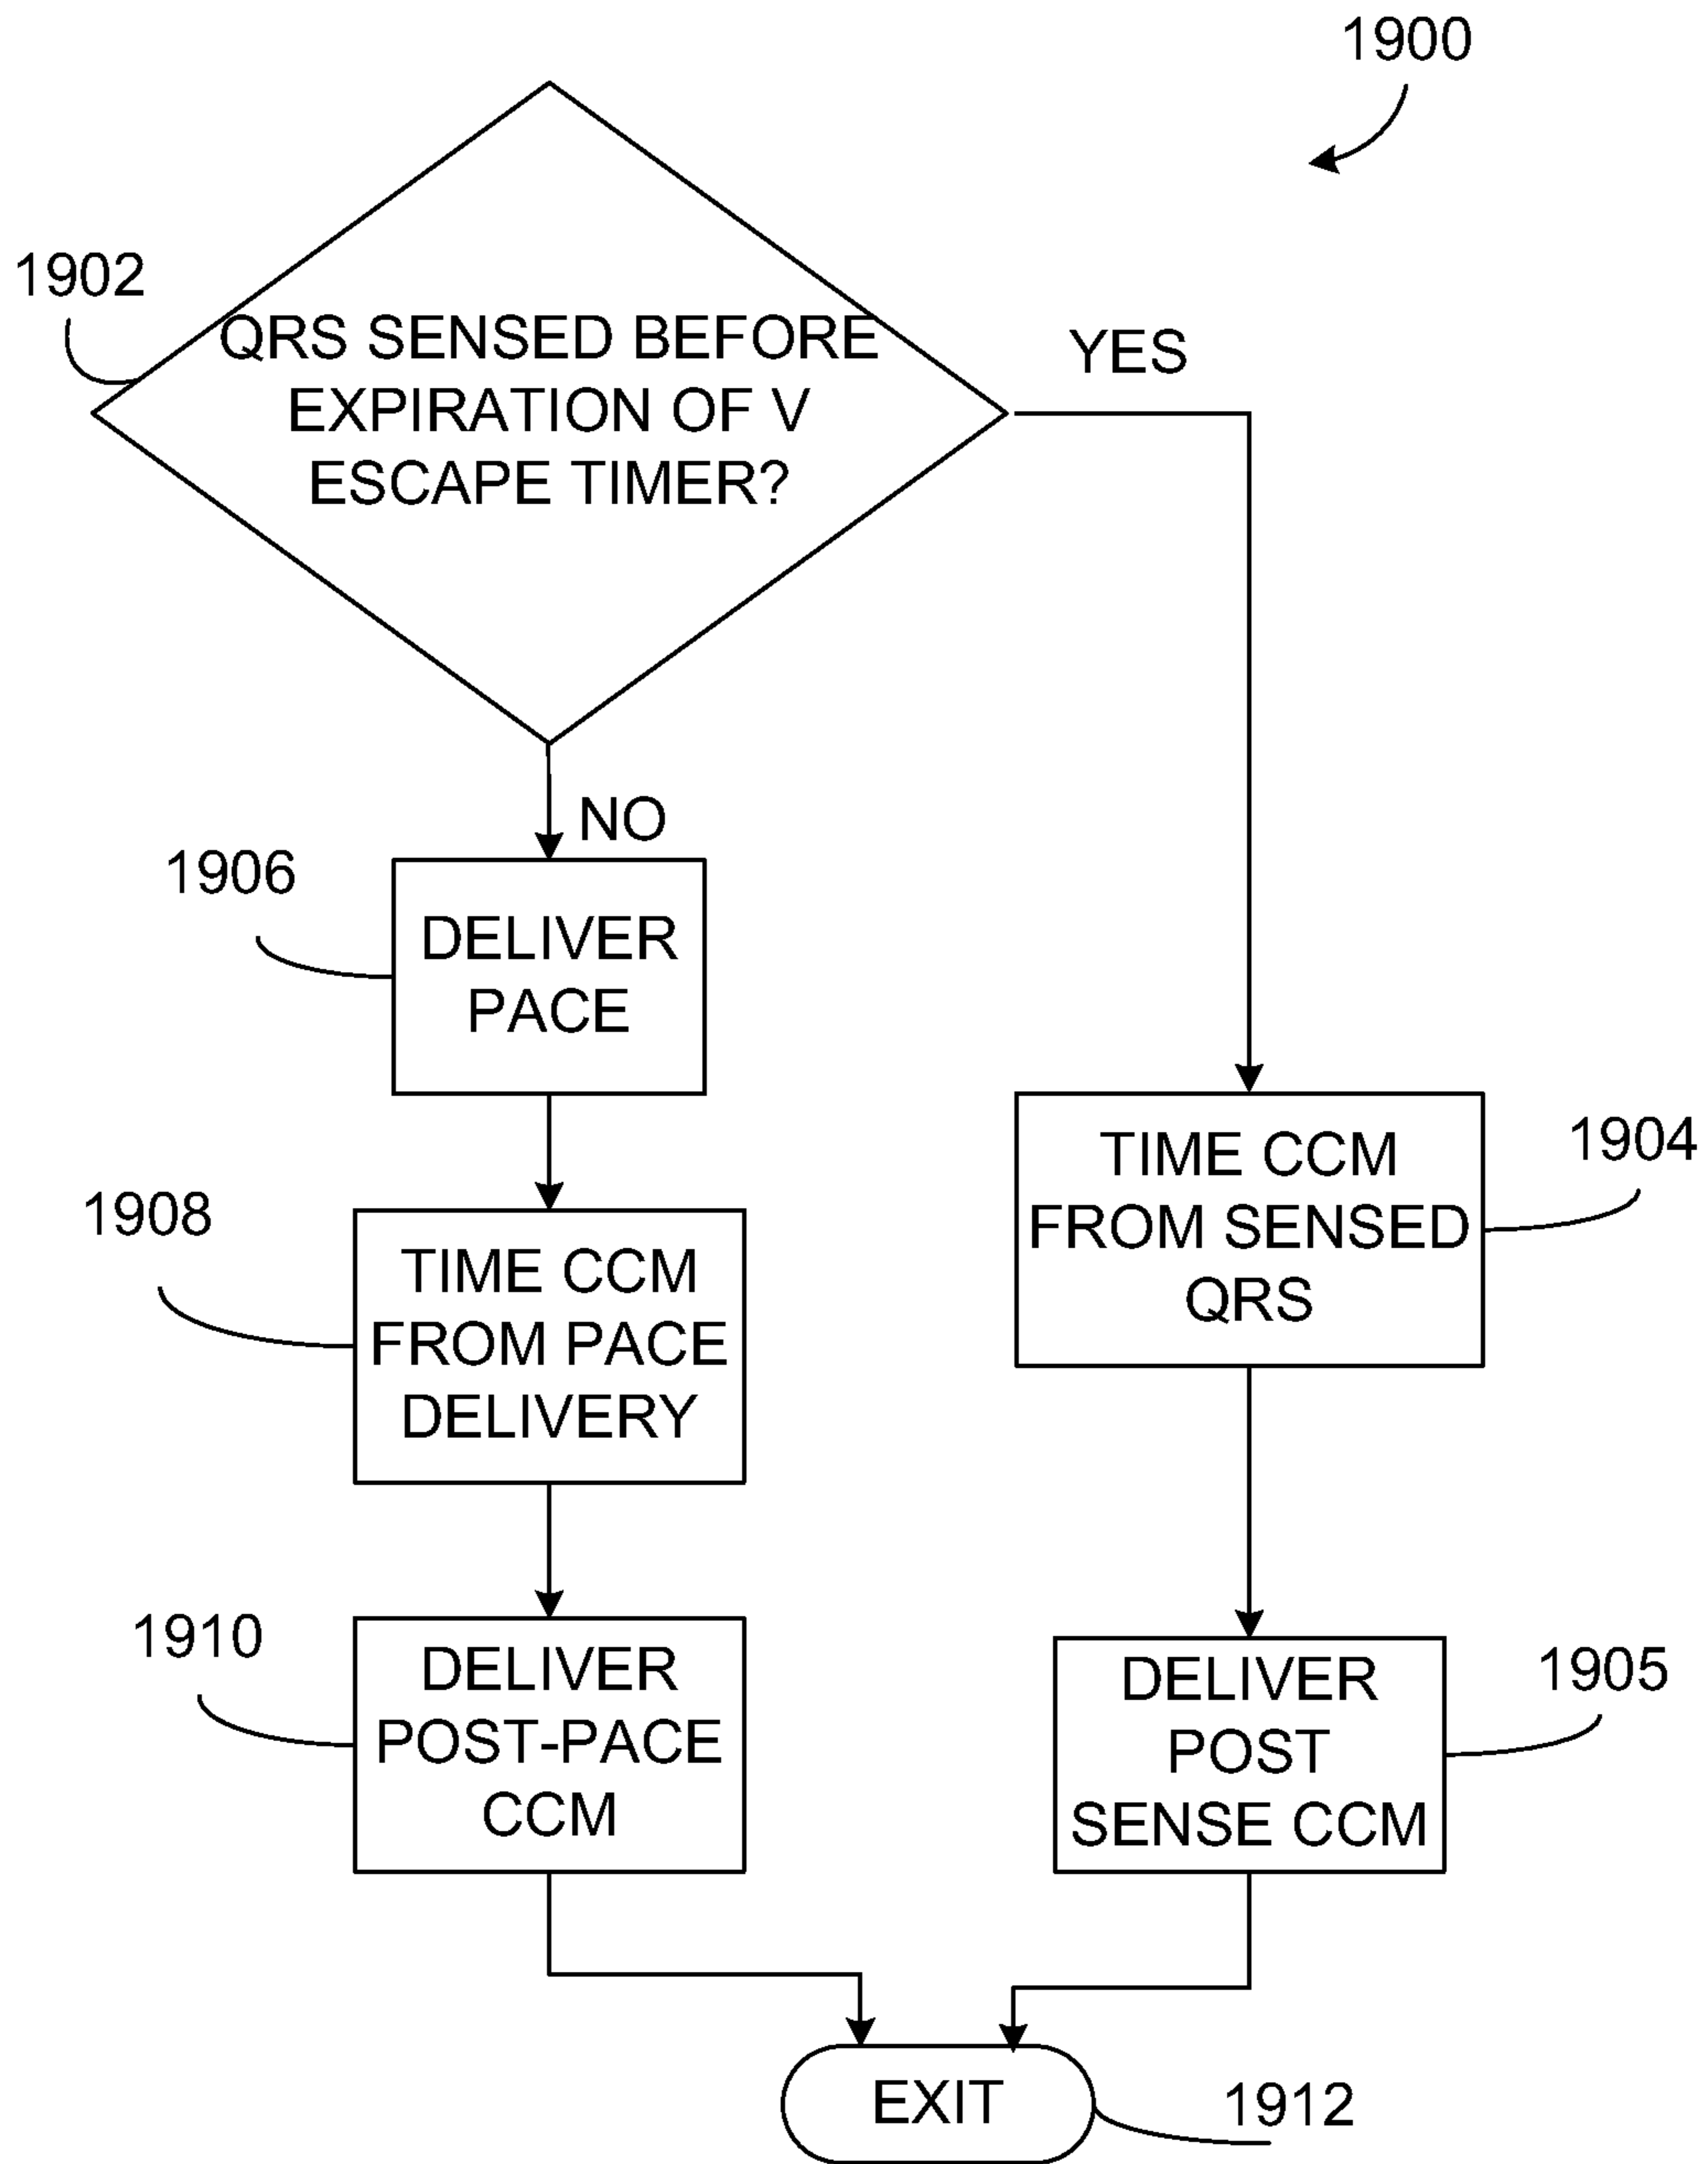 1900
1902
QRS SENSED BEFORE
EXPIRATION OF V
ESCAPE TIMER?
YES
NO
1906
DELIVER
PACE
1904
TIME CCM
FROM SENSED
QRS
1908
TIME CCM
FROM PACE
DELIVERY
1910
DELIVER
POST-PACE
CCM
1905
DELIVER
POST
SENSE CCM
EXIT
1912